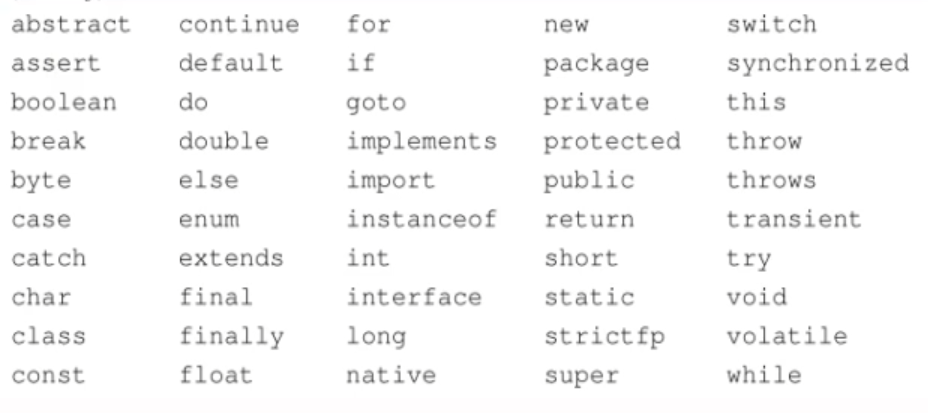 abstract continue for new switch
assert default if package synchronized
boolean do goto private this
break double implements protected throw
byte else import public throws
case enum instanceof return transient
catch extends int short try
char final interface static void
class finally long strictfp volatile
const float native super while